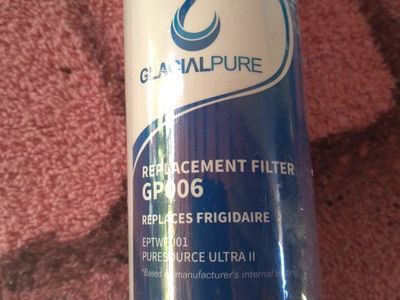 GLACIALPURE
REPLACEMENT FILTER
GP006
REPLACES FRIGIDAIRE
EPTWFU01
PURESOURCE ULTRA II
*Based on manufacturer's internal testing